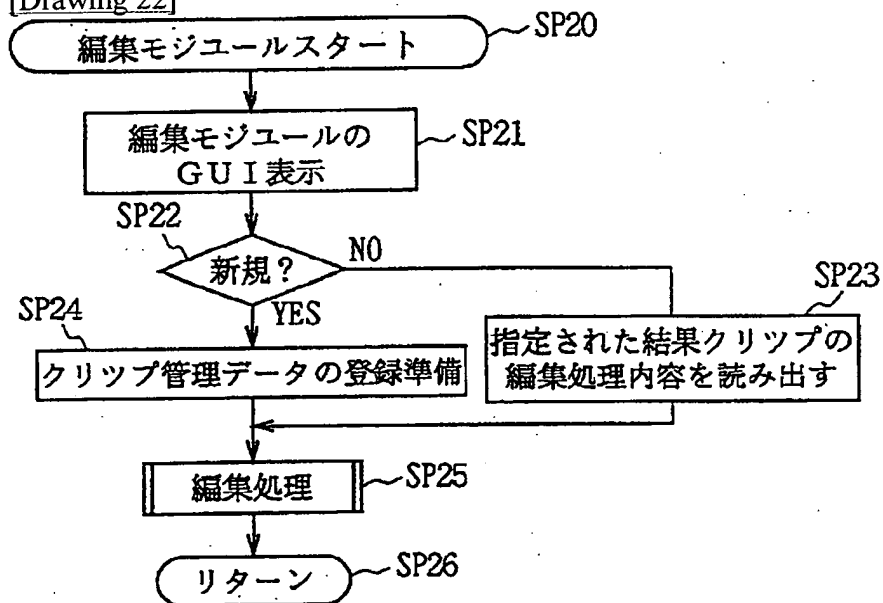 [Drawing 22]
編集モジユールスタート
SP20
編集モジユールの
GUI表示
SP21
SP22
新規?
NO
YES
SP23
指定された結果クリツプの
編集処理内容を読み出す
SP24
クリツプ管理データの登録準備
編集処理
SP25
リターン
SP26